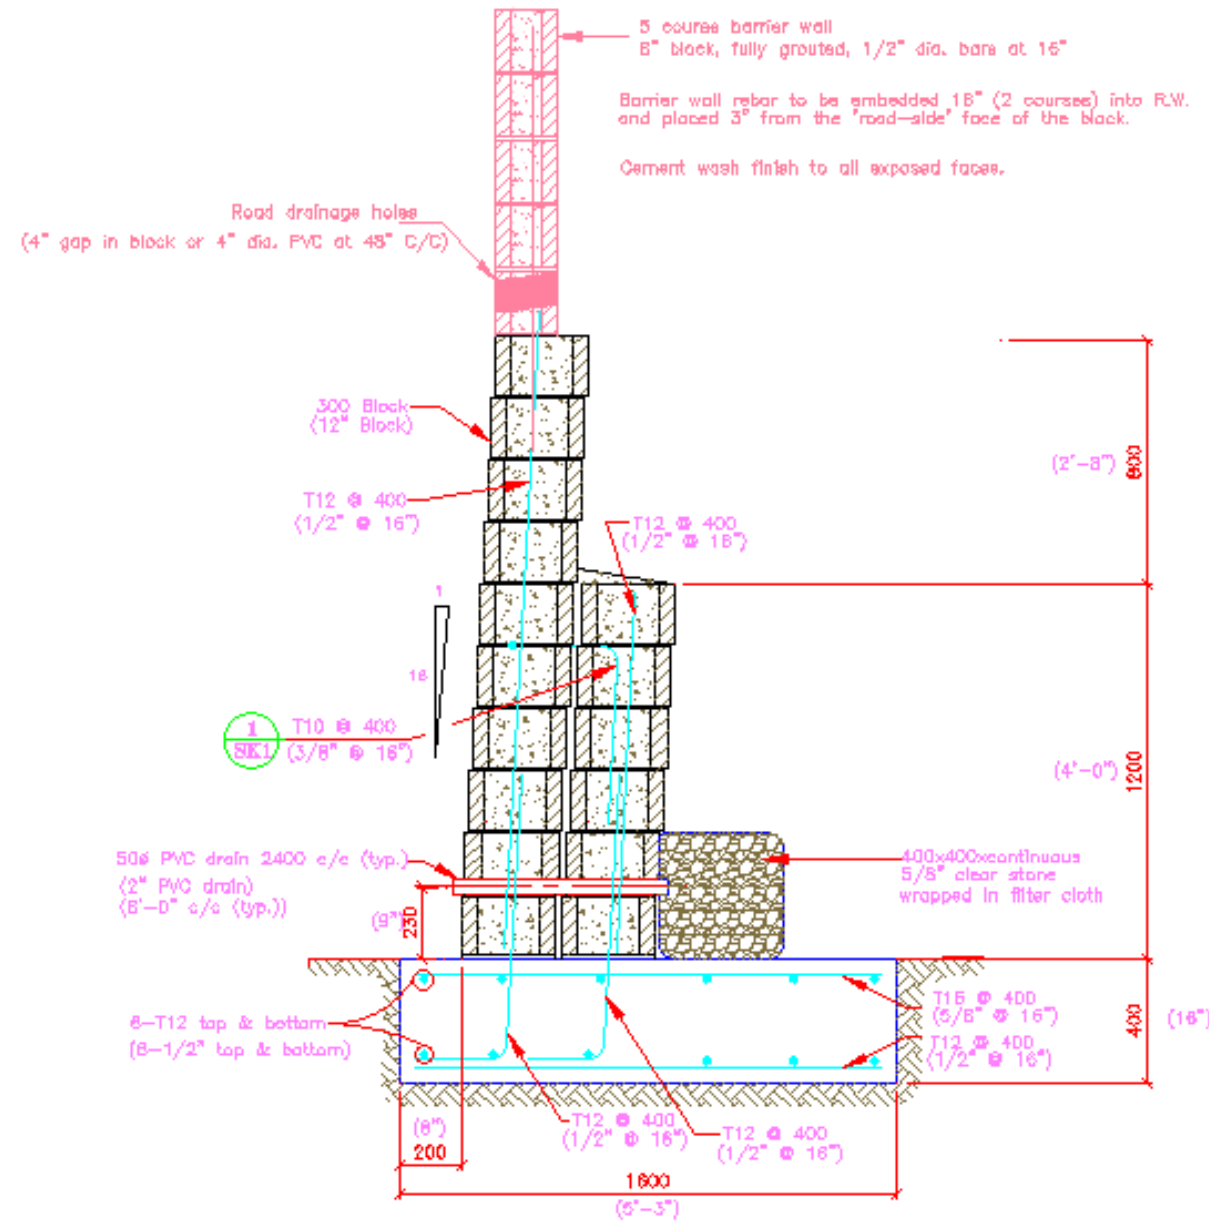 5 course barrier wall
8" block, fully grouted, 1/2" dia. bars at 16"
Barrier wall rebar to be embedded 16" (2 courses) into R.W.
and placed 3" from the 'road-side' face of the block.
Cement wash finish to all exposed faces.
Road drainage holes
(4" gap in block or 4" dia. PVC at 48" C/C)
300 Block
(12" Block)
(2'-8")
800
T12 @ 400
(1/2" @ 16")
T12 @ 400
(1/2" @ 16")
1
16
1
SK1
T10 @ 400
(3/8" @ 16")
(4'-0")
1200
50ø PVC drain 2400 c/c (typ.)
(2" PVC drain)
(8'-0" c/c (typ.))
400x400xcontinuous
5/8" clear stone
wrapped in filter cloth
(9")
230
6-T12 top & bottom
(6-1/2" top & bottom)
T16 @ 400
(5/8" @ 16")
T12 @ 400
(1/2" @ 16")
400
(16")
(8")
200
T12 @ 400
(1/2" @ 16")
T12 @ 400
(1/2" @ 16")
1600
(5'-3")